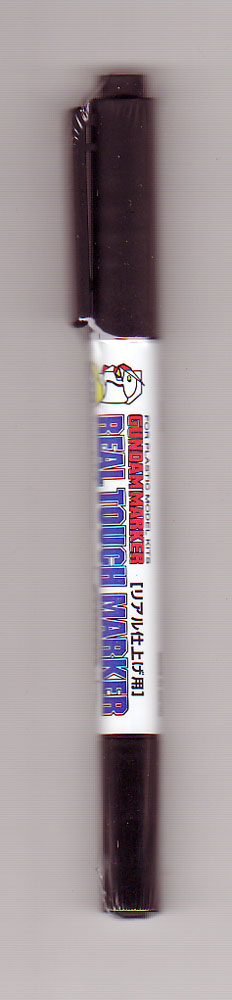 FOR PLASTIC MODEL KITS
GUNDAM MARKER
【リアル仕上げ用】
REAL TOUCH MARKER